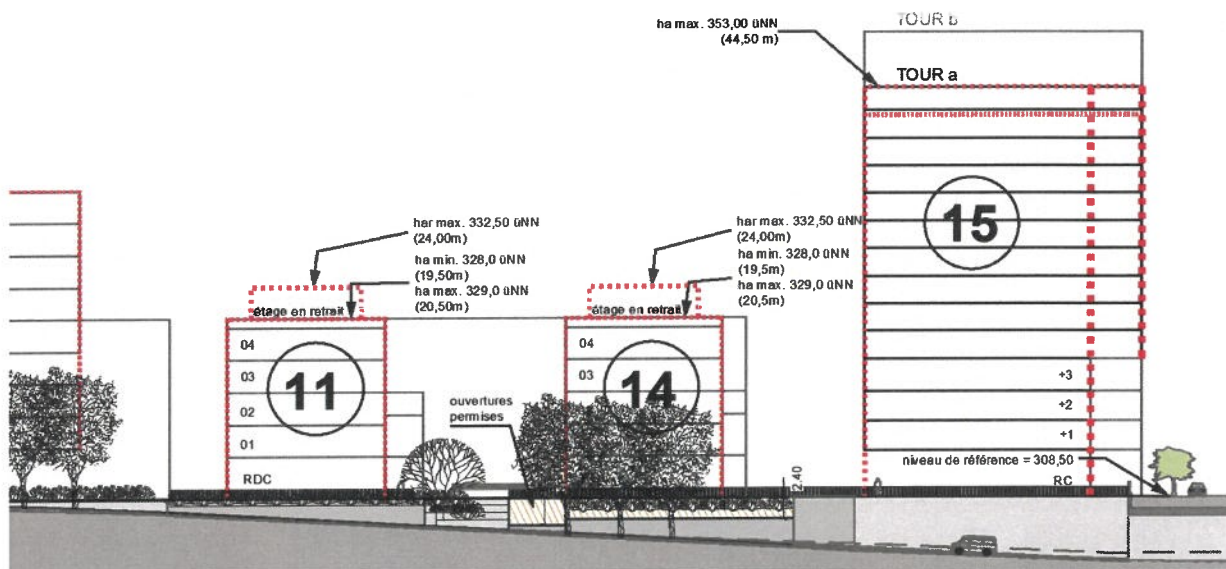 TOUR b
ha max. 353,00 üNN
(44,50 m)
TOUR a
15
har max. 332,50 üNN
(24,00m)
ha min. 328,0 üNN
(19,50m)
ha max. 329,0 üNN
(20,50m)
har max. 332,50 üNN
(24,00m)
ha min. 328,0 üNN
(19,5m)
ha max. 329,0 üNN
(20,5m)
étage en retrait
étage en retrait
04
03
02
01
RDC
11
04
03
14
ouvertures
permises
+3
+2
+1
niveau de référence = 308,50
RC
2.40